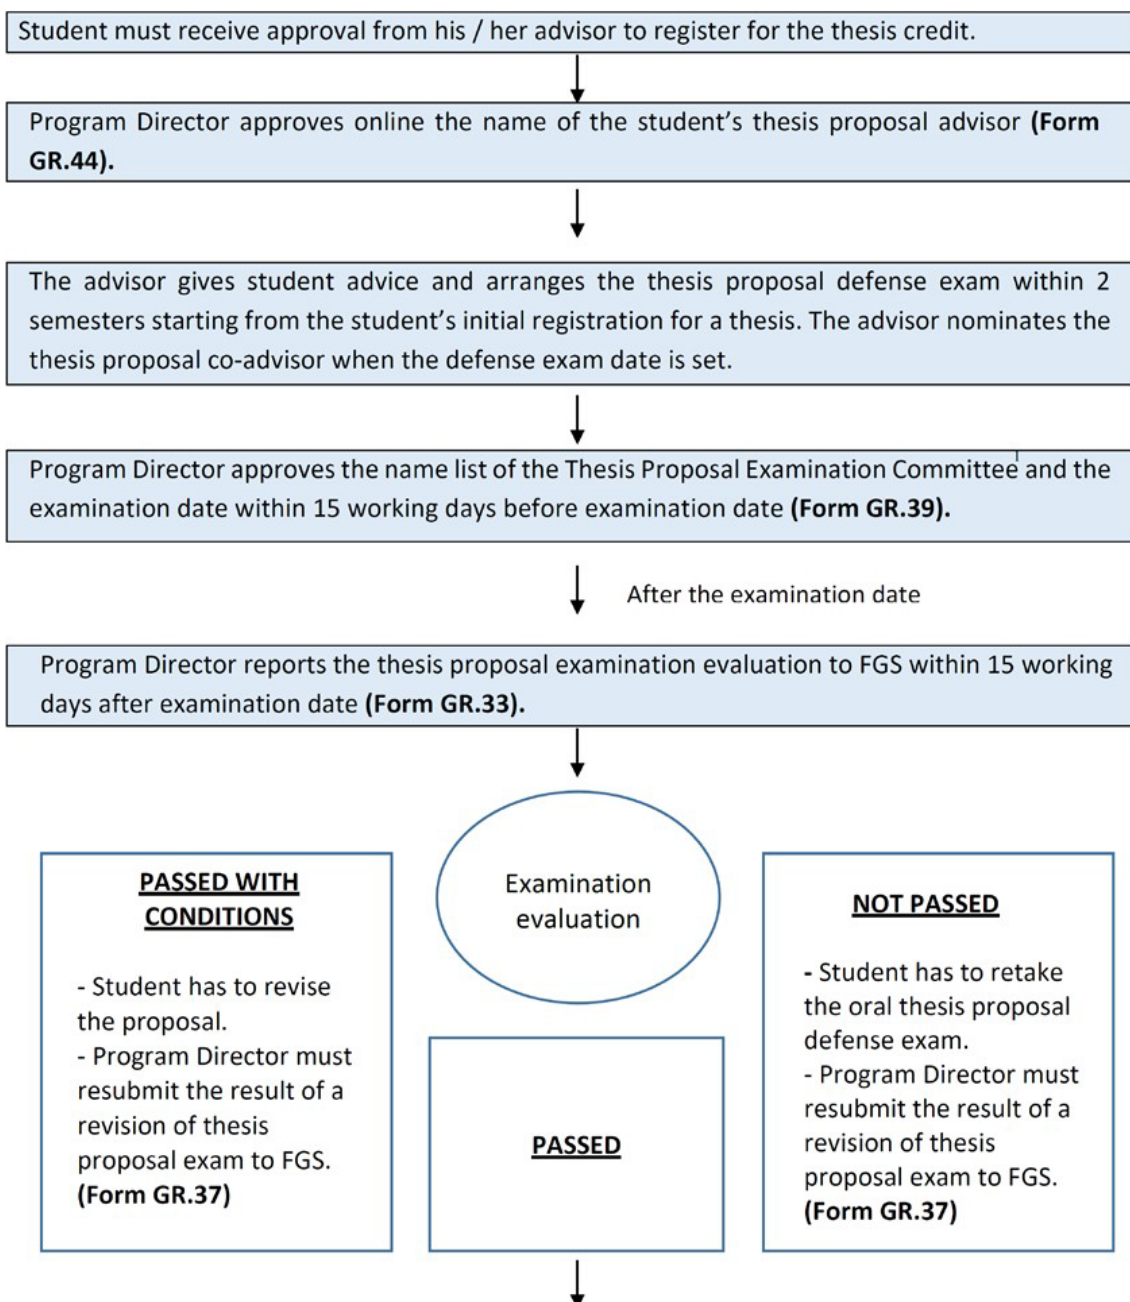 Student must receive approval from his / her advisor to register for the thesis credit.
Program Director approves online the name of the student’s thesis proposal advisor (Form
GR.44).
The advisor gives student advice and arranges the thesis proposal defense exam within 2
semesters starting from the student’s initial registration for a thesis. The advisor nominates the
thesis proposal co-advisor when the defense exam date is set.
Program Director approves the name list of the Thesis Proposal Examination Committee and the
examination date within 15 working days before examination date (Form GR.39).
After the examination date
Program Director reports the thesis proposal examination evaluation to FGS within 15 working
days after examination date (Form GR.33).
Examination
evaluation
PASSED WITH
CONDITIONS
- Student has to revise
the proposal.
- Program Director must
resubmit the result of a
revision of thesis
proposal exam to FGS.
(Form GR.37)
PASSED
NOT PASSED
- Student has to retake
the oral thesis proposal
defense exam.
- Program Director must
resubmit the result of a
revision of thesis
proposal exam to FGS.
(Form GR.37)